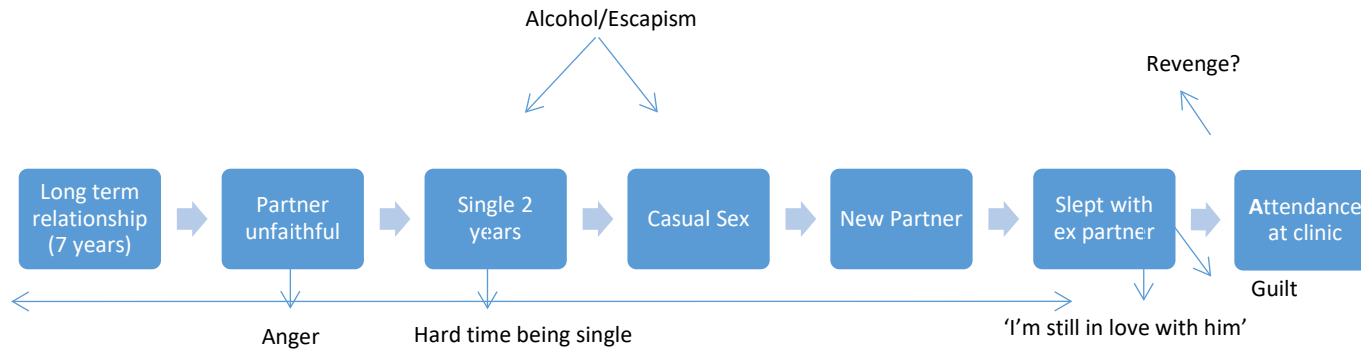 Alcohol/Escapism
Revenge?
Long term
relationship
(7 years)
Partner
unfaithful
Single 2
years
Casual Sex
New Partner
Slept with
ex partner
Attendance
at clinic
Guilt
Anger
Hard time being single
‘I’m still in love with him’